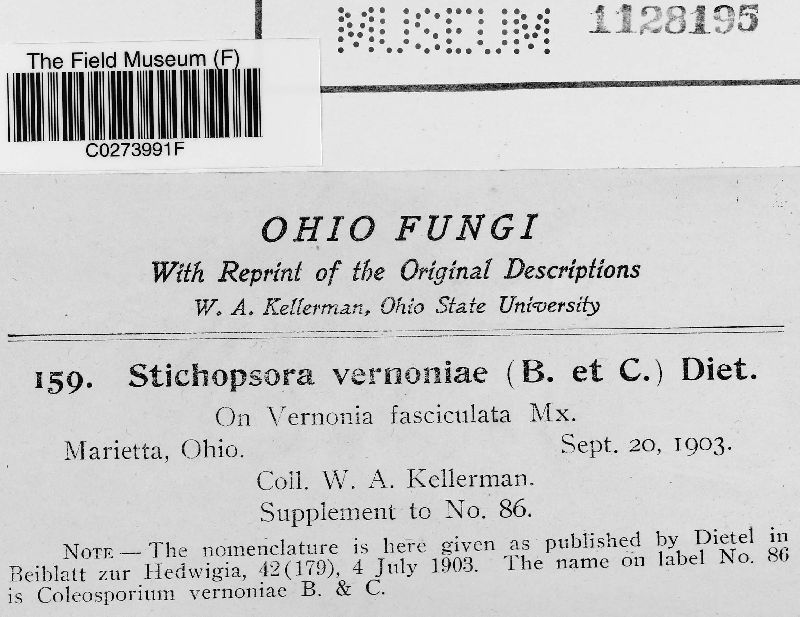 MUSEUM 1128195
The Field Museum (F)
C0273991F
OHIO FUNGI
With Reprint of the Original Descriptions
W. A. Kellerman, Ohio State University
159. Stichopsora vernoniae (B. et C.) Diet.
On Vernonia fasciculata Mx.
Marietta, Ohio. Sept. 20, 1903.
Coll. W. A. Kellerman.
Supplement to No. 86.
NOTE — The nomenclature is here given as published by Dietel in
Beiblatt zur Hedwigia, 42(179), 4 July 1903. The name on label No. 86
is Coleosporium vernoniae B. & C.